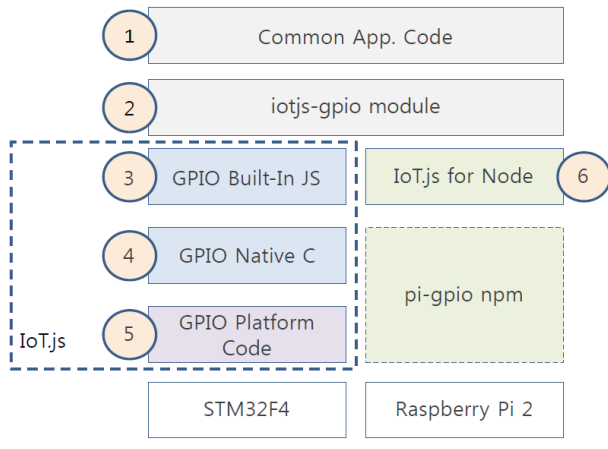 1
Common App. Code
2
iotjs-gpio module
3
GPIO Built-In JS
IoT.js for Node
6
4
GPIO Native C
pi-gpio npm
5
GPIO Platform
Code
IoT.js
STM32F4
Raspberry Pi 2